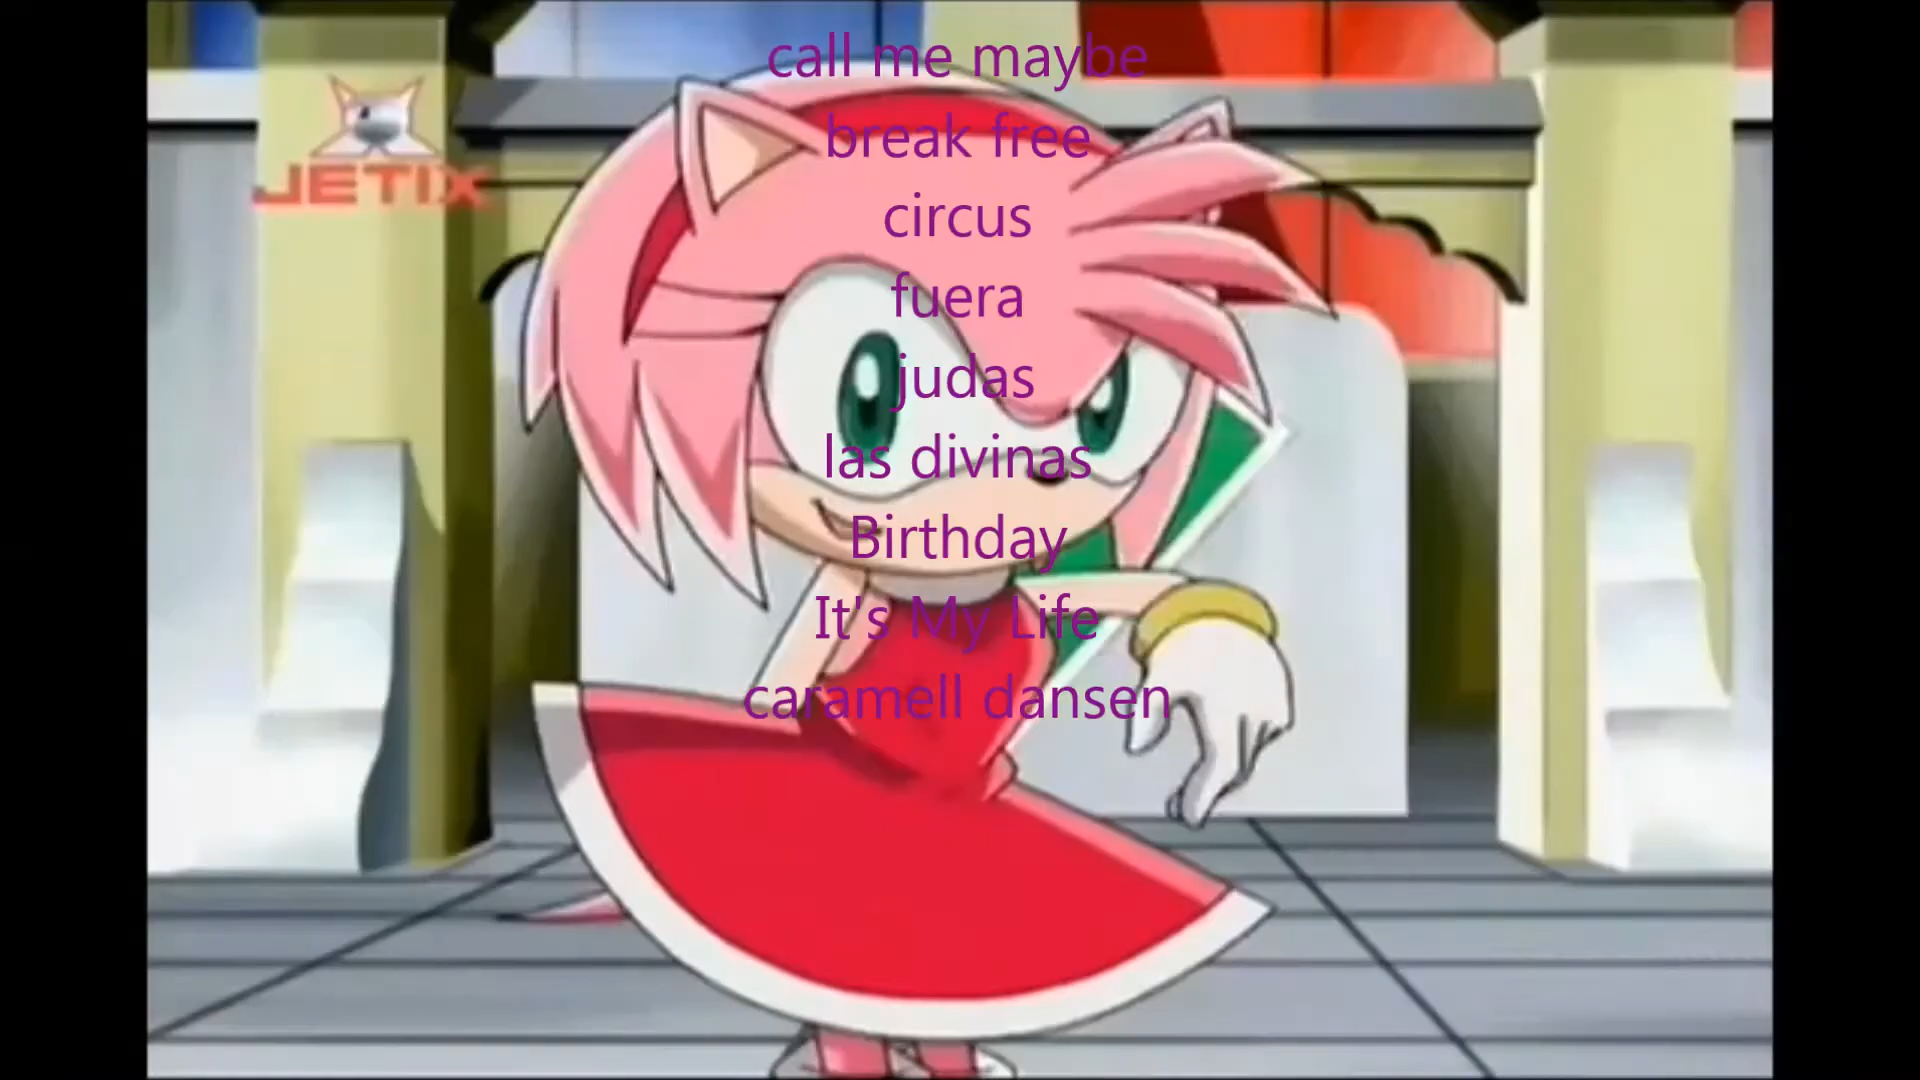 call me maybe
JETIX
break free
circus
fuera
judas
las divinas
Birthday
It's My Life
caramell dansen